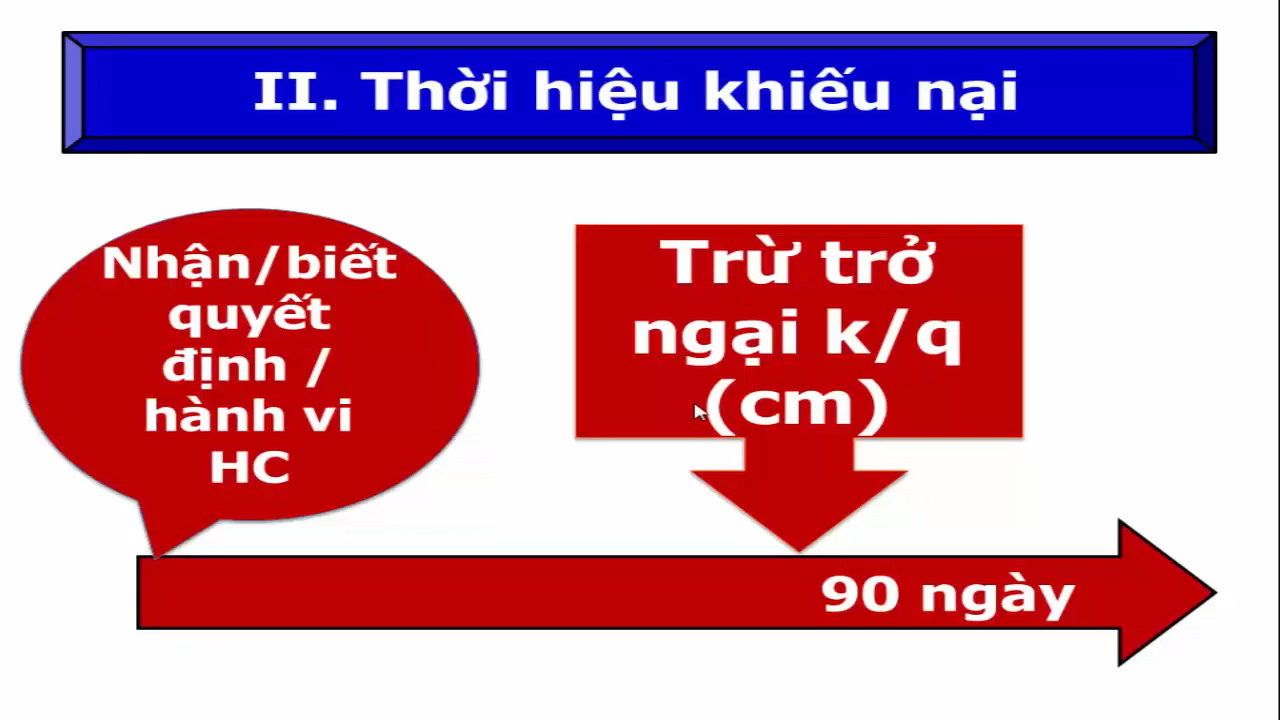 II. Thời hiệu khiếu nại
Nhận/biết
quyết
định /
hành vi
HC
Trừ trở
ngại k/q
(cm)
90 ngày